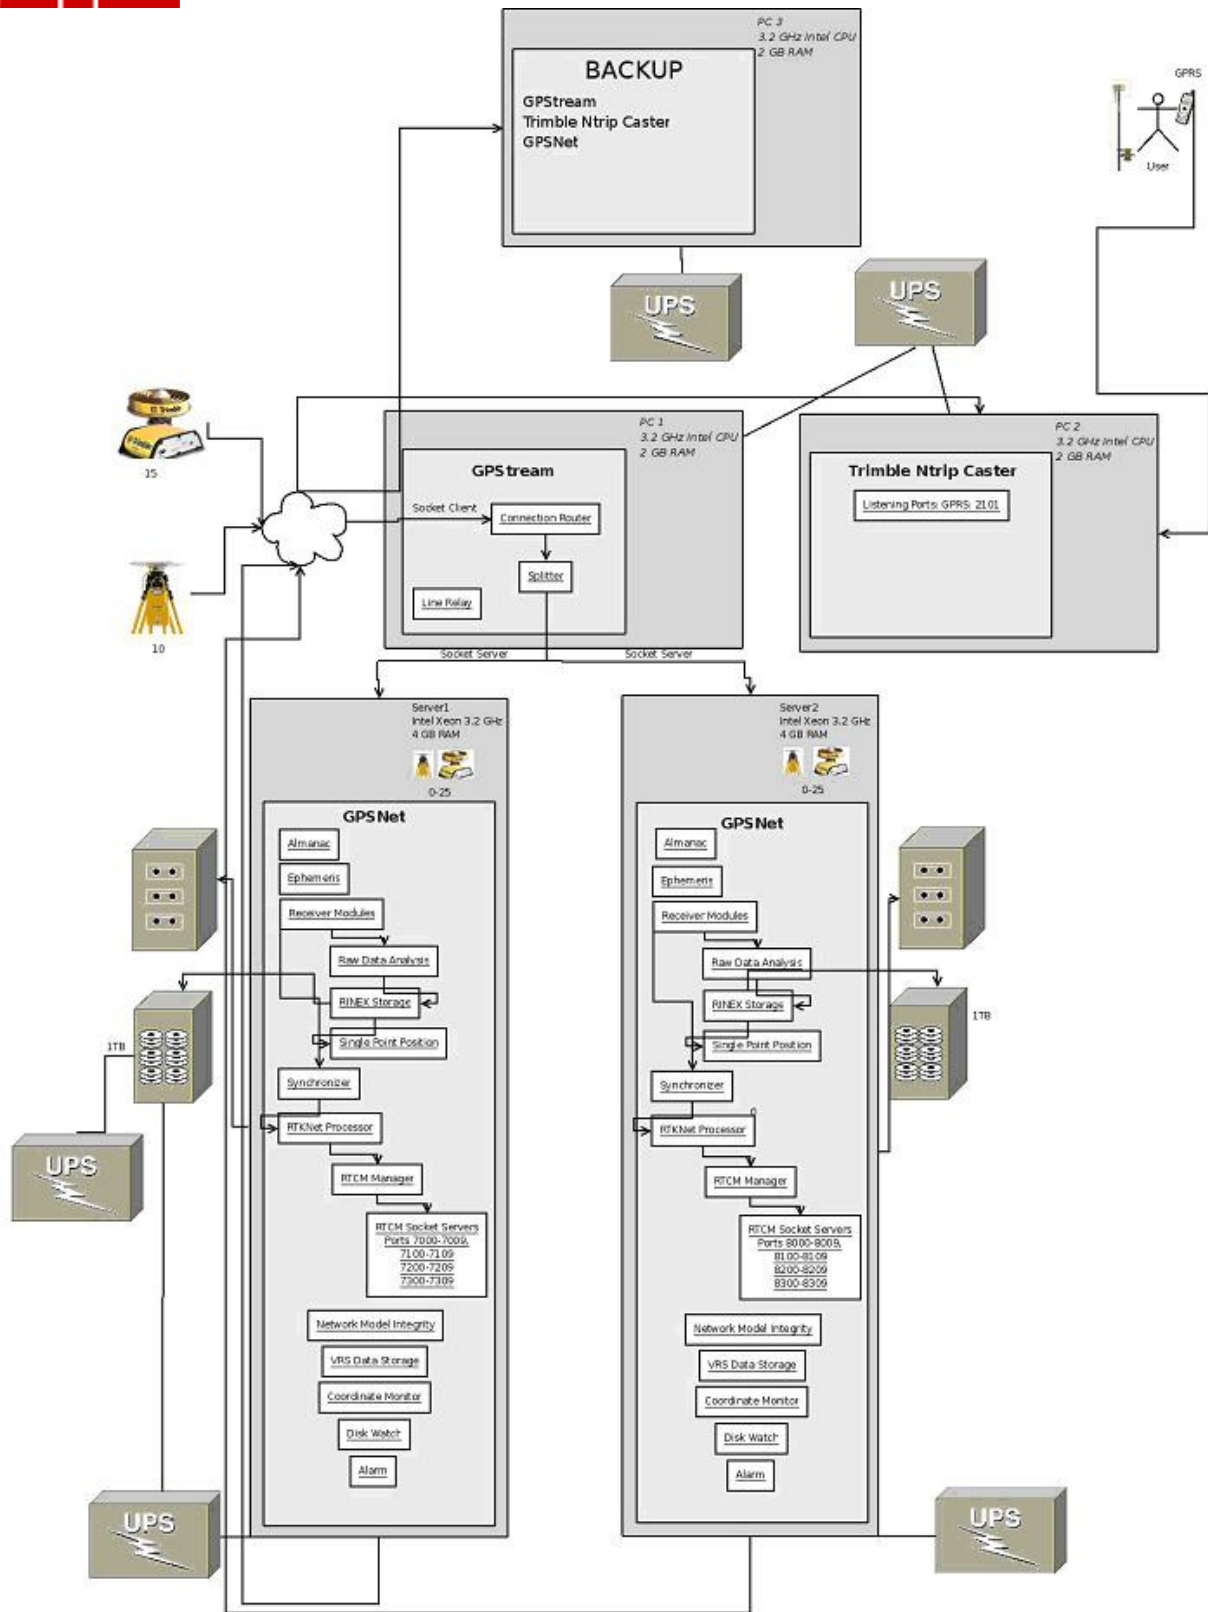 PC 3
3.2 GHz Intel CPU
2 GB RAM
BACKUP
GPStream
Trimble Ntrip Caster
GPSNet
GPRS
User
UPS
UPS
15
10
PC 1
3.2 GHz Intel CPU
2 GB RAM
GPStream
Socket Client
Connection Router
Splitter
Line Relay
PC 2
3.2 GHz Intel CPU
2 GB RAM
Trimble Ntrip Caster
Listening Ports: GPRS: 2101
Socket Server
Socket Server
Server1
Intel Xeon 3.2 GHz
4 GB RAM
0-25
GPSNet
Almanac
Ephemeris
Receiver Modules
Raw Data Analysis
RINEX Storage
Single Point Position
Synchronizer
RTKNet Processor
RTCM Manager
RTCM Socket Servers
Ports 7000-7009,
7100-7109
7200-7209
7300-7309
Network Model Integrity
VRS Data Storage
Coordinate Monitor
Disk Watch
Alarm
1TB
UPS
UPS
Server2
Intel Xeon 3.2 GHz
4 GB RAM
0-25
GPSNet
Almanac
Ephemeris
Receiver Modules
Raw Data Analysis
RINEX Storage
Single Point Position
Synchronizer
0
RTKNet Processor
RTCM Manager
RTCM Socket Servers
Ports 8000-8009,
8100-8109
8200-8209
8300-8309
Network Model Integrity
VRS Data Storage
Coordinate Monitor
Disk Watch
Alarm
1TB
UPS